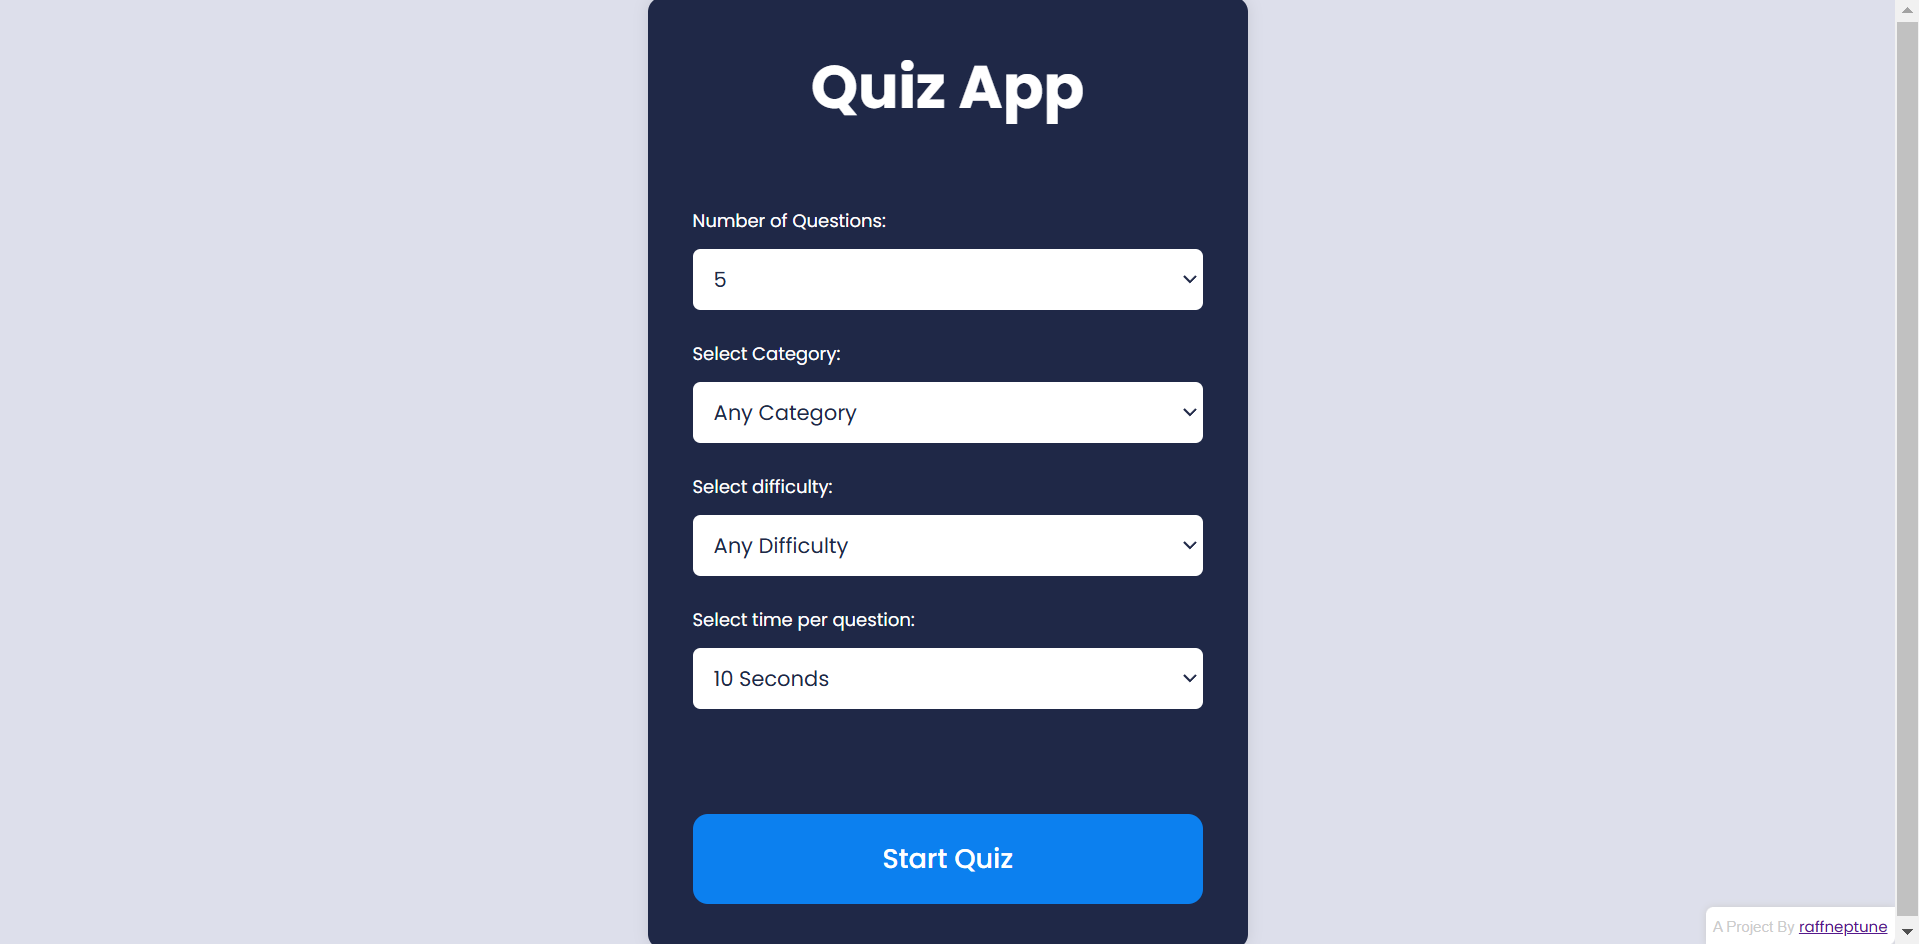 Quiz App
Number of Questions:
5
Select Category:
Any Category
Select difficulty:
Any Difficulty
Select time per question:
10 Seconds
Start Quiz
A Project By raffneptune